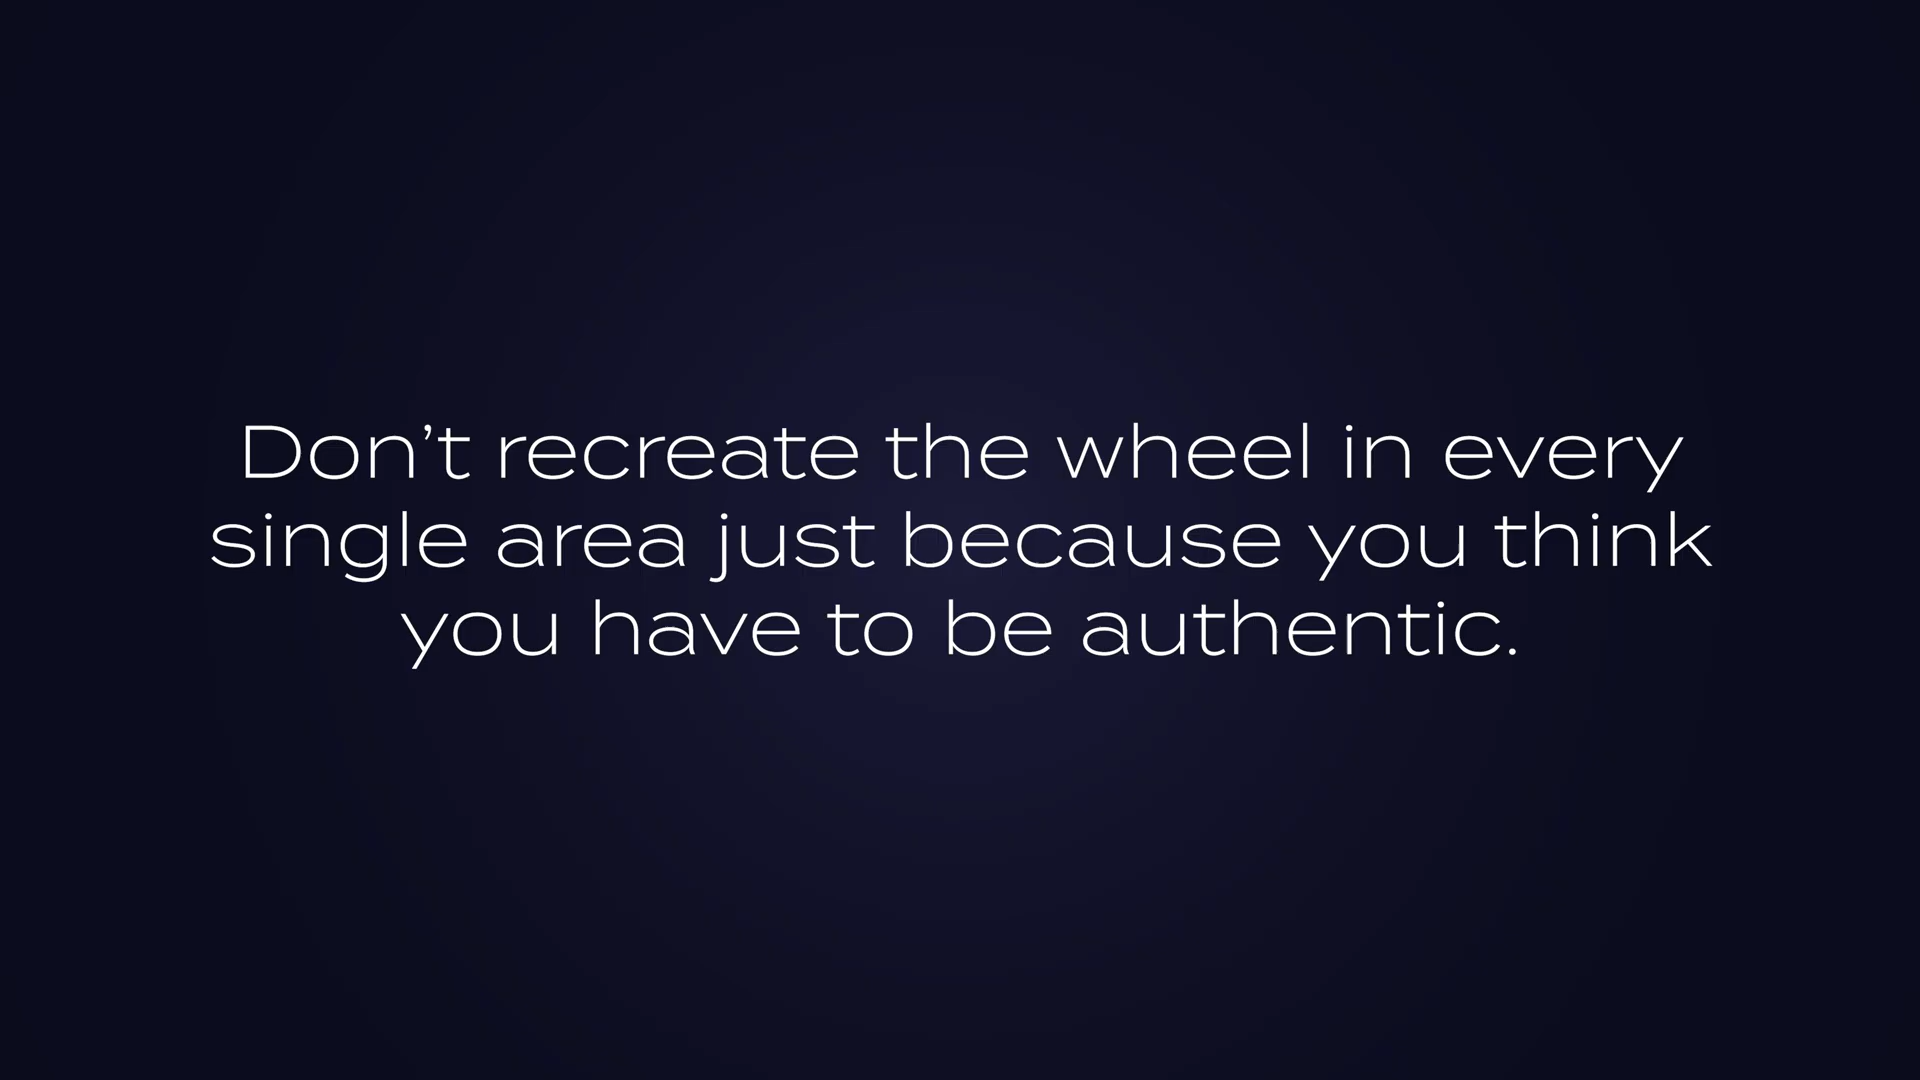 Don’t recreate the wheel in every
single area just because you think
you have to be authentic.